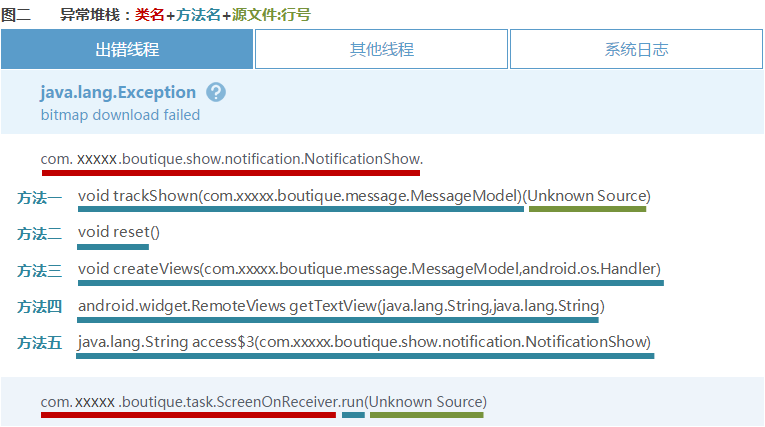 图二 异常堆栈：类名+方法名+源文件:行号
出错线程 其他线程 系统日志
java.lang.Exception ?
bitmap download failed
com. xxxxx .boutique.show.notification.NotificationShow.
方法一 void trackShown(com.xxxxx.boutique.message.MessageModel)(Unknown Source)
方法二 void reset()
方法三 void createViews(com.xxxxx.boutique.message.MessageModel,android.os.Handler)
方法四 android.widget.RemoteViews getTextView(java.lang.String,java.lang.String)
方法五 java.lang.String access$3(com.xxxxx.boutique.show.notification.NotificationShow)
com. xxxxx .boutique.task.ScreenOnReceiver.run(Unknown Source)